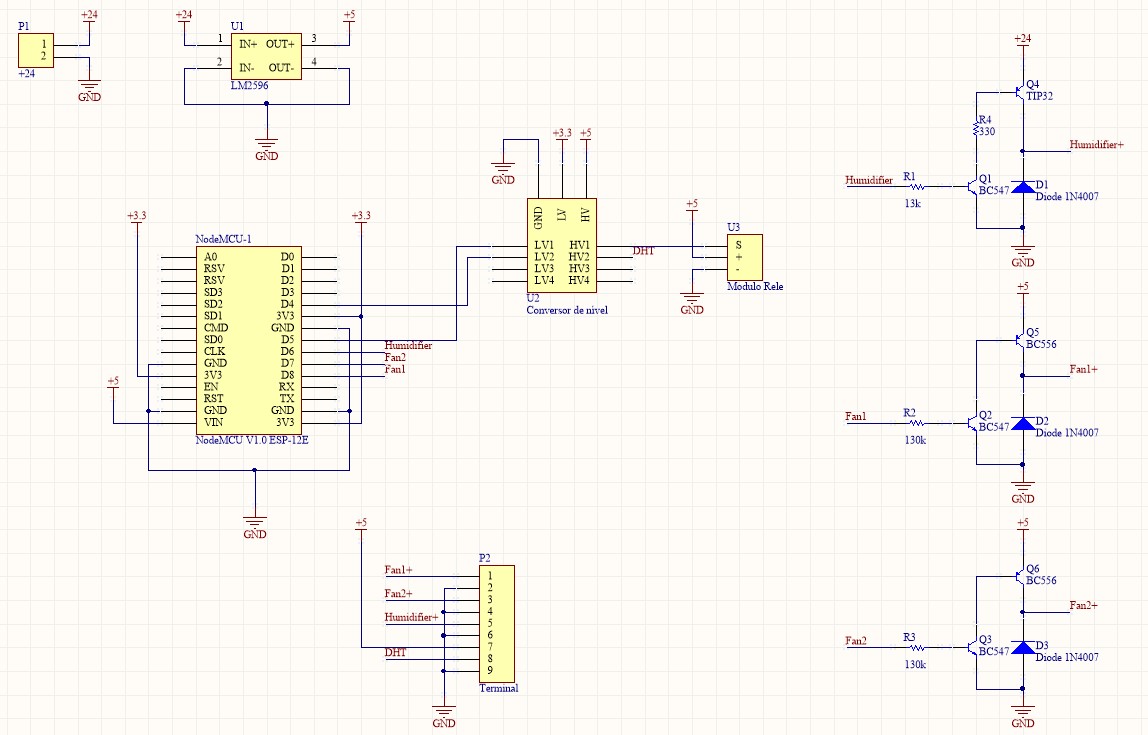 P1
+24
1
2
+24
GND
+24
U1
+5
1
IN+
OUT+
3
2
IN-
OUT-
4
LM2596
GND
+3.3
+5
GND
GND
LV
HV
LV1
HV1
LV2
HV2
LV3
HV3
LV4
HV4
U2
Conversor de nível
DHT
+5
U3
S
+
-
Modulo Rele
GND
+3.3
+3.3
NodeMCU-1
A0
D0
RSV
D1
RSV
D2
SD3
D3
SD2
D4
SD1
3V3
CMD
GND
SD0
D5
CLK
D6
GND
D7
3V3
D8
EN
RX
RST
TX
GND
GND
VIN
3V3
NodeMCU V1.0 ESP-12E
+5
Humidifier
Fan2
Fan1
GND
+5
P2
Fan1+
1
2
Fan2+
3
4
Humidifier+
5
6
7
DHT
8
9
Terminal
GND
+24
Q4
TIP32
R4
330
Humidifier+
Humidifier
R1
13k
Q1
BC547
D1
Diode 1N4007
GND
+5
Q5
BC556
Fan1+
Fan1
R2
130k
Q2
BC547
D2
Diode 1N4007
GND
+5
Q6
BC556
Fan2+
Fan2
R3
130k
Q3
BC547
D3
Diode 1N4007
GND